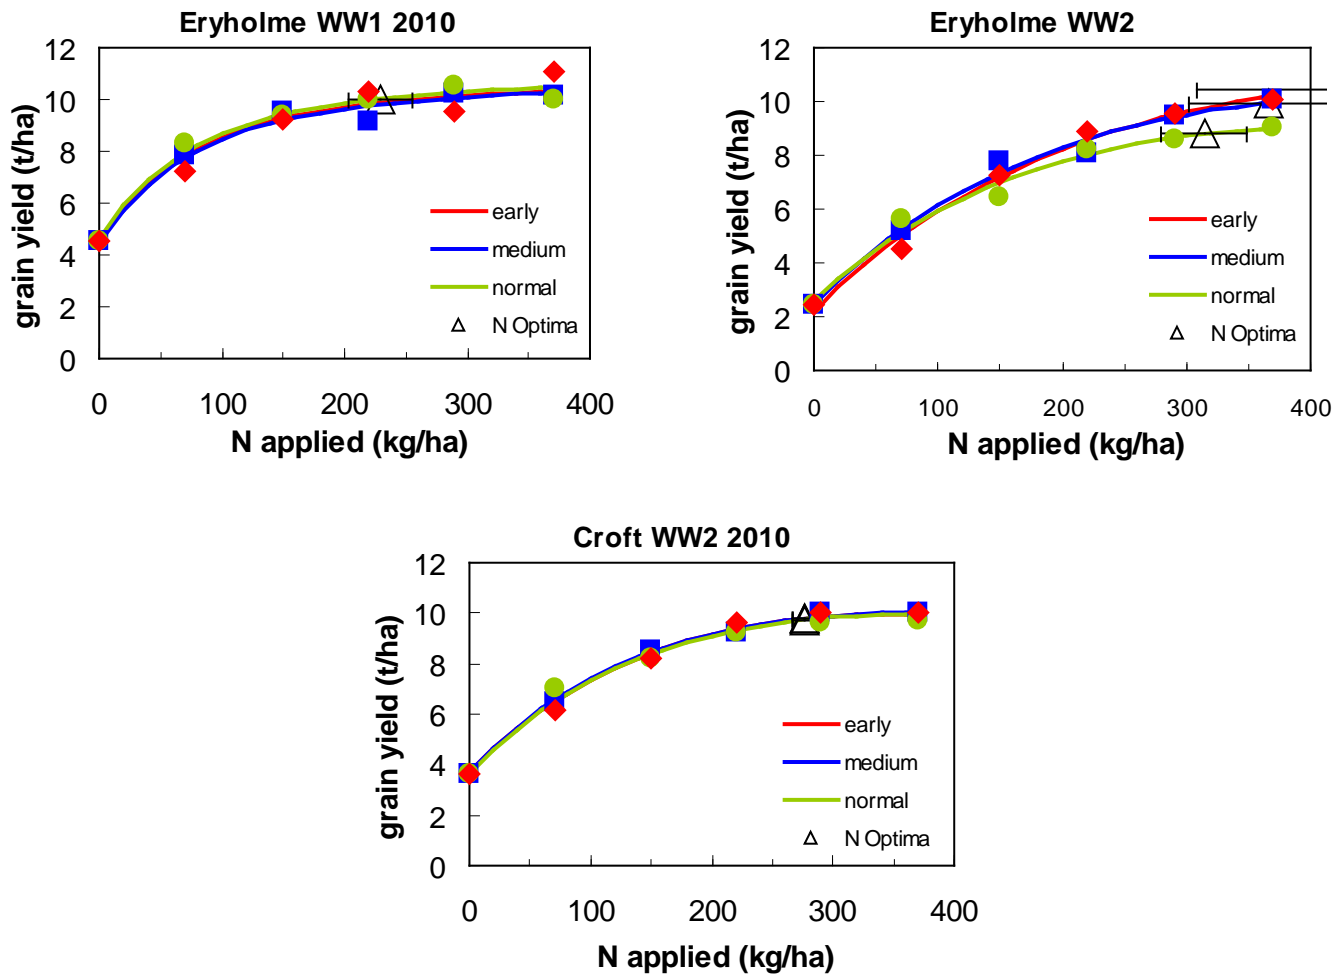 Eryholme WW1 2010
12
10
8
6
4
2
0
grain yield (t/ha)
early
medium
normal
N Optima
0 100 200 300 400
N applied (kg/ha)
Eryholme WW2
12
10
8
6
4
2
0
grain yield (t/ha)
early
medium
normal
N Optima
0 100 200 300 400
N applied (kg/ha)
Croft WW2 2010
12
10
8
6
4
2
0
grain yield (t/ha)
early
medium
normal
N Optima
0 100 200 300 400
N applied (kg/ha)